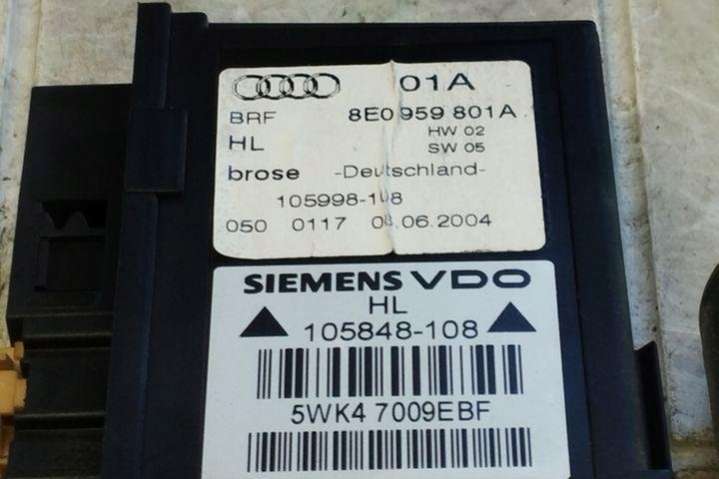 01A
BRF 8E0 959 801A
HL HW 02
SW 05
brose -Deutschland-
105998-108
050 0117 08.06.2004
SIEMENS VDO
HL
105848-108
5WK4 7009EBF